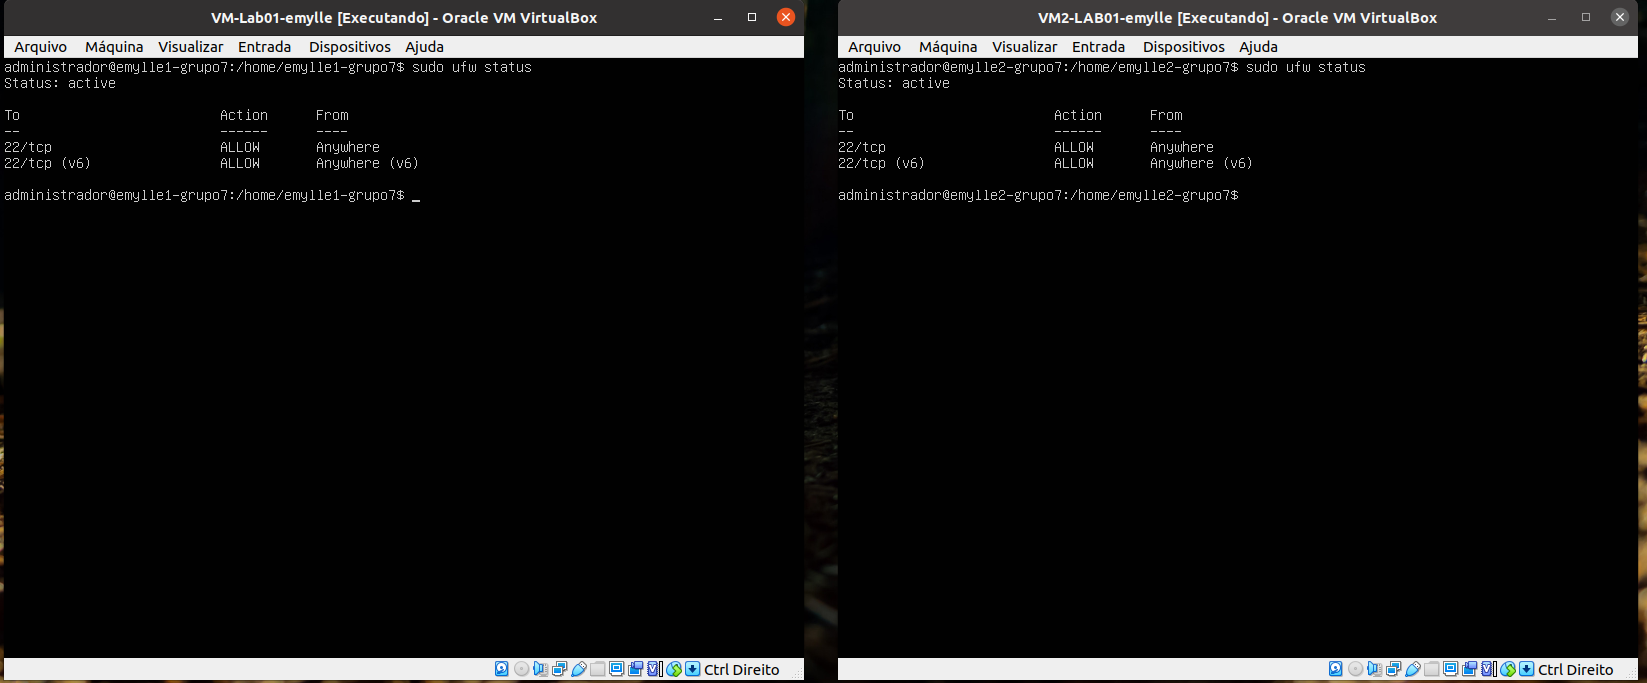 VM-Lab01-emylle [Executando] - Oracle VM VirtualBox
Arquivo Máquina Visualizar Entrada Dispositivos Ajuda
administrador@emylle1-grupo7:/home/emylle1-grupo7$ sudo ufw status
Status: active
To Action From
-- ------ ----
22/tcp ALLOW Anywhere
22/tcp (v6) ALLOW Anywhere (v6)
administrador@emylle1-grupo7:/home/emylle1-grupo7$ _
Ctrl Direito
VM2-LAB01-emylle [Executando] - Oracle VM VirtualBox
Arquivo Máquina Visualizar Entrada Dispositivos Ajuda
administrador@emylle2-grupo7:/home/emylle2-grupo7$ sudo ufw status
Status: active
To Action From
-- ------ ----
22/tcp ALLOW Anywhere
22/tcp (v6) ALLOW Anywhere (v6)
administrador@emylle2-grupo7:/home/emylle2-grupo7$
Ctrl Direito